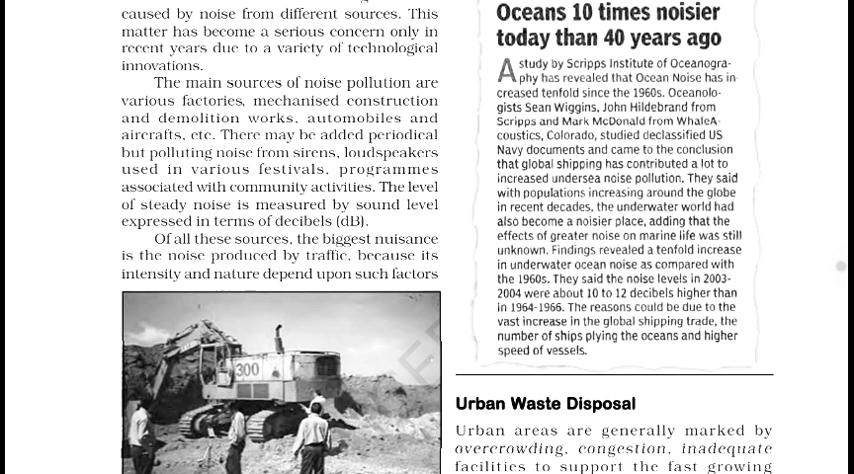 caused by noise from different sources. This
matter has become a serious concern only in
recent years due to a variety of technological
innovations.
The main sources of noise pollution are
various factories, mechanised construction
and demolition works, automobiles and
aircrafts, etc. There may be added periodical
but polluting noise from sirens, loudspeakers
used in various festivals, programmes
associated with community activities. The level
of steady noise is measured by sound level
expressed in terms of decibels (dB).
Of all these sources, the biggest nuisance
is the noise produced by traffic, because its
intensity and nature depend upon such factors
300
Oceans 10 times noisier
today than 40 years ago
A study by Scripps Institute of Oceanogra-
phy has revealed that Ocean Noise has in-
creased tenfold since the 1960s. Oceanolo-
gists Sean Wiggins, John Hildebrand from
Scripps and Mark McDonald from WhaleA-
coustics, Colorado, studied declassified US
Navy documents and came to the conclusion
that global shipping has contributed a lot to
increased undersea noise pollution. They said
with populations increasing around the globe
in recent decades, the underwater world had
also become a noisier place, adding that the
effects of greater noise on marine life was still
unknown. Findings revealed a tenfold increase
in underwater ocean noise as compared with
the 1960s. They said the noise levels in 2003-
2004 were about 10 to 12 decibels higher than
in 1964-1966. The reasons could be due to the
vast increase in the global shipping trade, the
number of ships plying the oceans and higher
speed of vessels.
Urban Waste Disposal
Urban areas are generally marked by
overcrowding, congestion, inadequate
facilities to support the fast growing